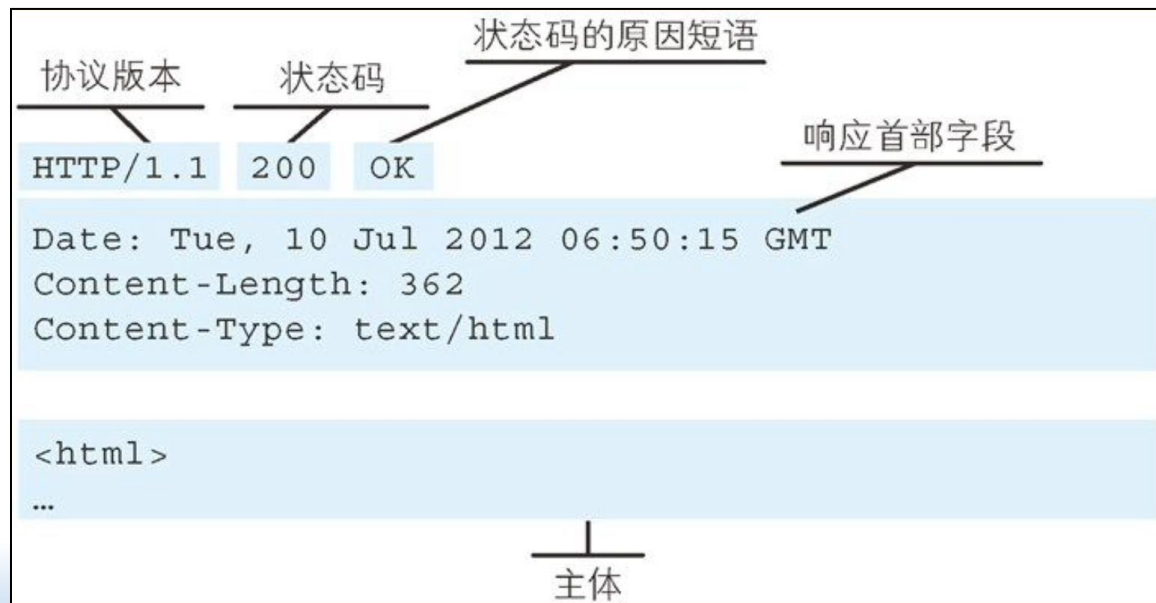 状态码的原因短语
协议版本 状态码
响应首部字段
HTTP/1.1 200 OK
Date: Tue, 10 Jul 2012 06:50:15 GMT
Content-Length: 362
Content-Type: text/html
<html>
…
主体